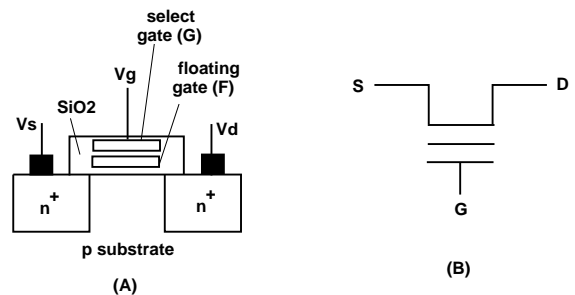 select
gate (G)
Vg
floating
gate (F)
SiO2
Vs
Vd
n+
n+
p substrate
(A)
S
D
G
(B)